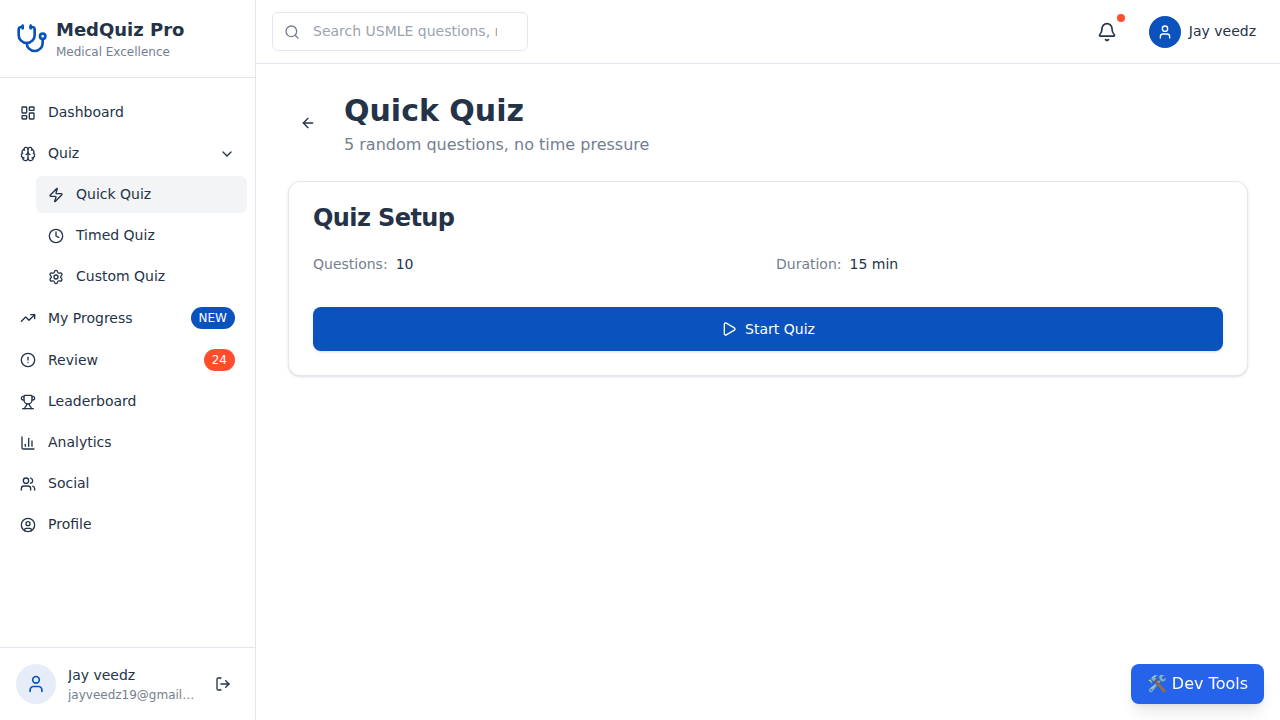 MedQuiz Pro
Medical Excellence
Dashboard
Quiz
Quick Quiz
Timed Quiz
Custom Quiz
My Progress NEW
Review 24
Leaderboard
Analytics
Social
Profile
Jay veedz
jayveedz19@gmail...
Search USMLE questions,
Jay veedz
Quick Quiz
5 random questions, no time pressure
Quiz Setup
Questions: 10 Duration: 15 min
Start Quiz
🛠️ Dev Tools